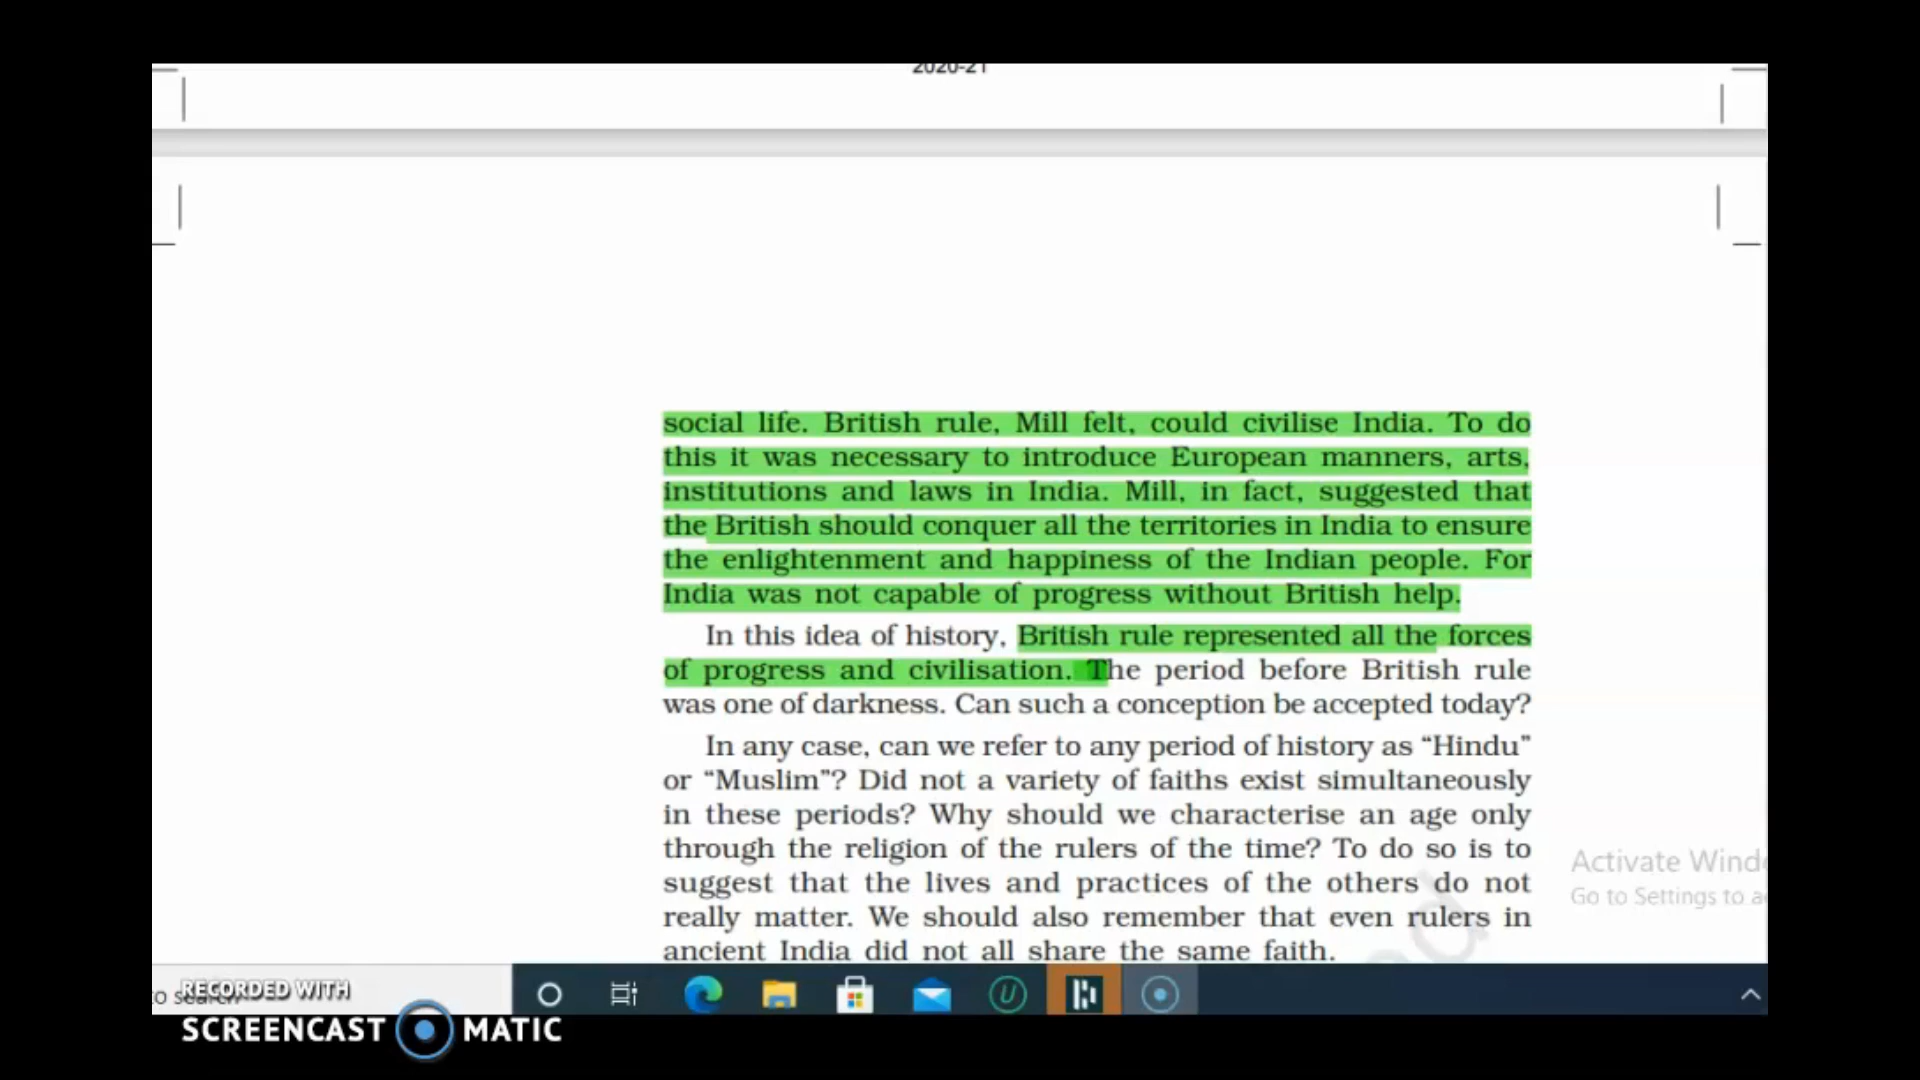 2020-21
social life. British rule, Mill felt, could civilise India. To do
this it was necessary to introduce European manners, arts,
institutions and laws in India. Mill, in fact, suggested that
the British should conquer all the territories in India to ensure
the enlightenment and happiness of the Indian people. For
India was not capable of progress without British help.
In this idea of history, British rule represented all the forces
of progress and civilisation. The period before British rule
was one of darkness. Can such a conception be accepted today?
In any case, can we refer to any period of history as “Hindu”
or “Muslim”? Did not a variety of faiths exist simultaneously
in these periods? Why should we characterise an age only
through the religion of the rulers of the time? To do so is to
suggest that the lives and practices of the others do not
really matter. We should also remember that even rulers in
ancient India did not all share the same faith.
Activate Wind
Go to Settings to a
to search
RECORDED WITH
SCREENCAST MATIC